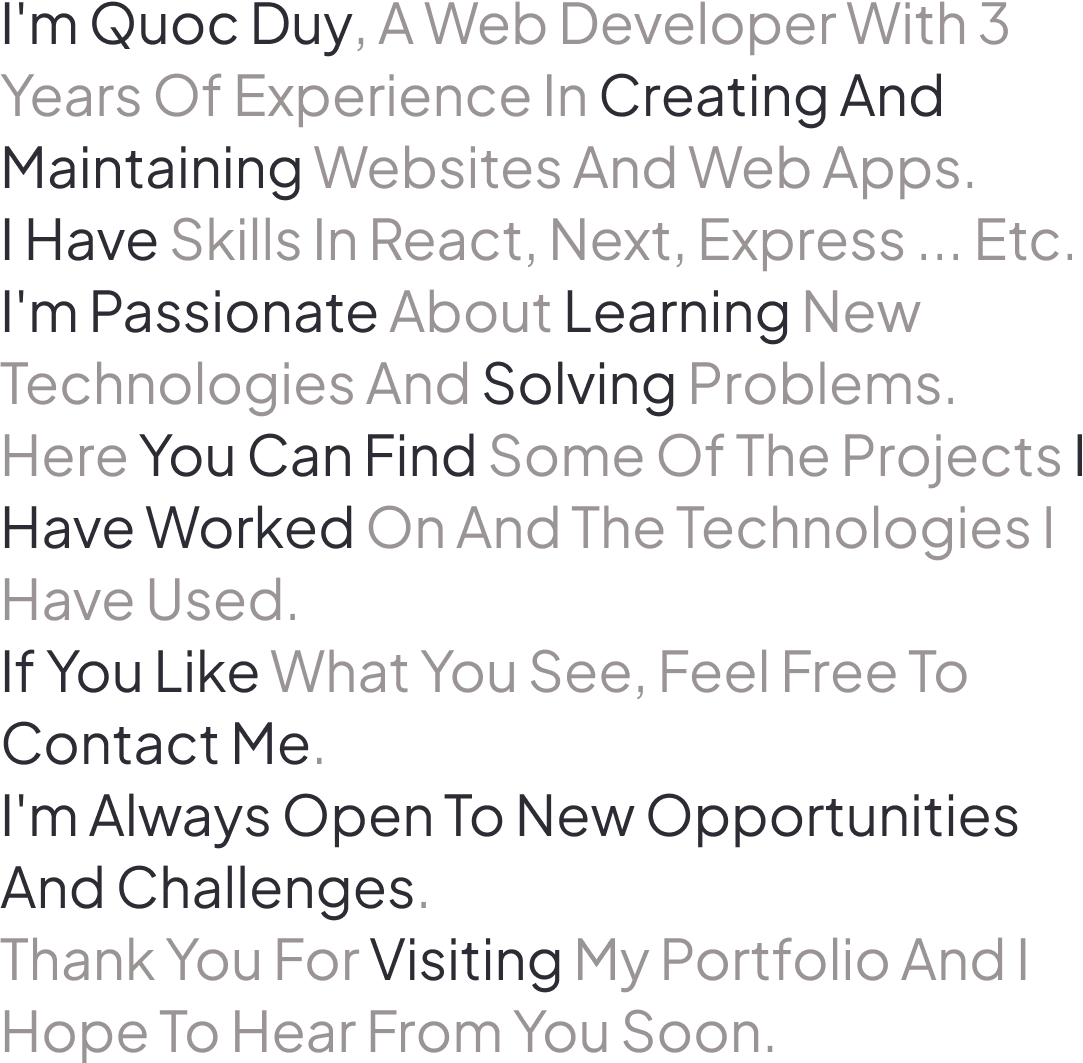 I'm Quoc Duy, A Web Developer With 3
Years Of Experience In Creating And
Maintaining Websites And Web Apps.
I Have Skills In React, Next, Express ... Etc.
I'm Passionate About Learning New
Technologies And Solving Problems.
Here You Can Find Some Of The Projects I
Have Worked On And The Technologies I
Have Used.
If You Like What You See, Feel Free To
Contact Me.
I'm Always Open To New Opportunities
And Challenges.
Thank You For Visiting My Portfolio And I
Hope To Hear From You Soon.